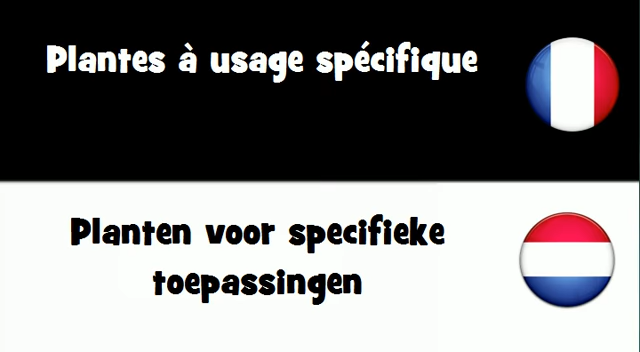 Plantes à usage spécifique
Planten voor specifieke
toepassingen